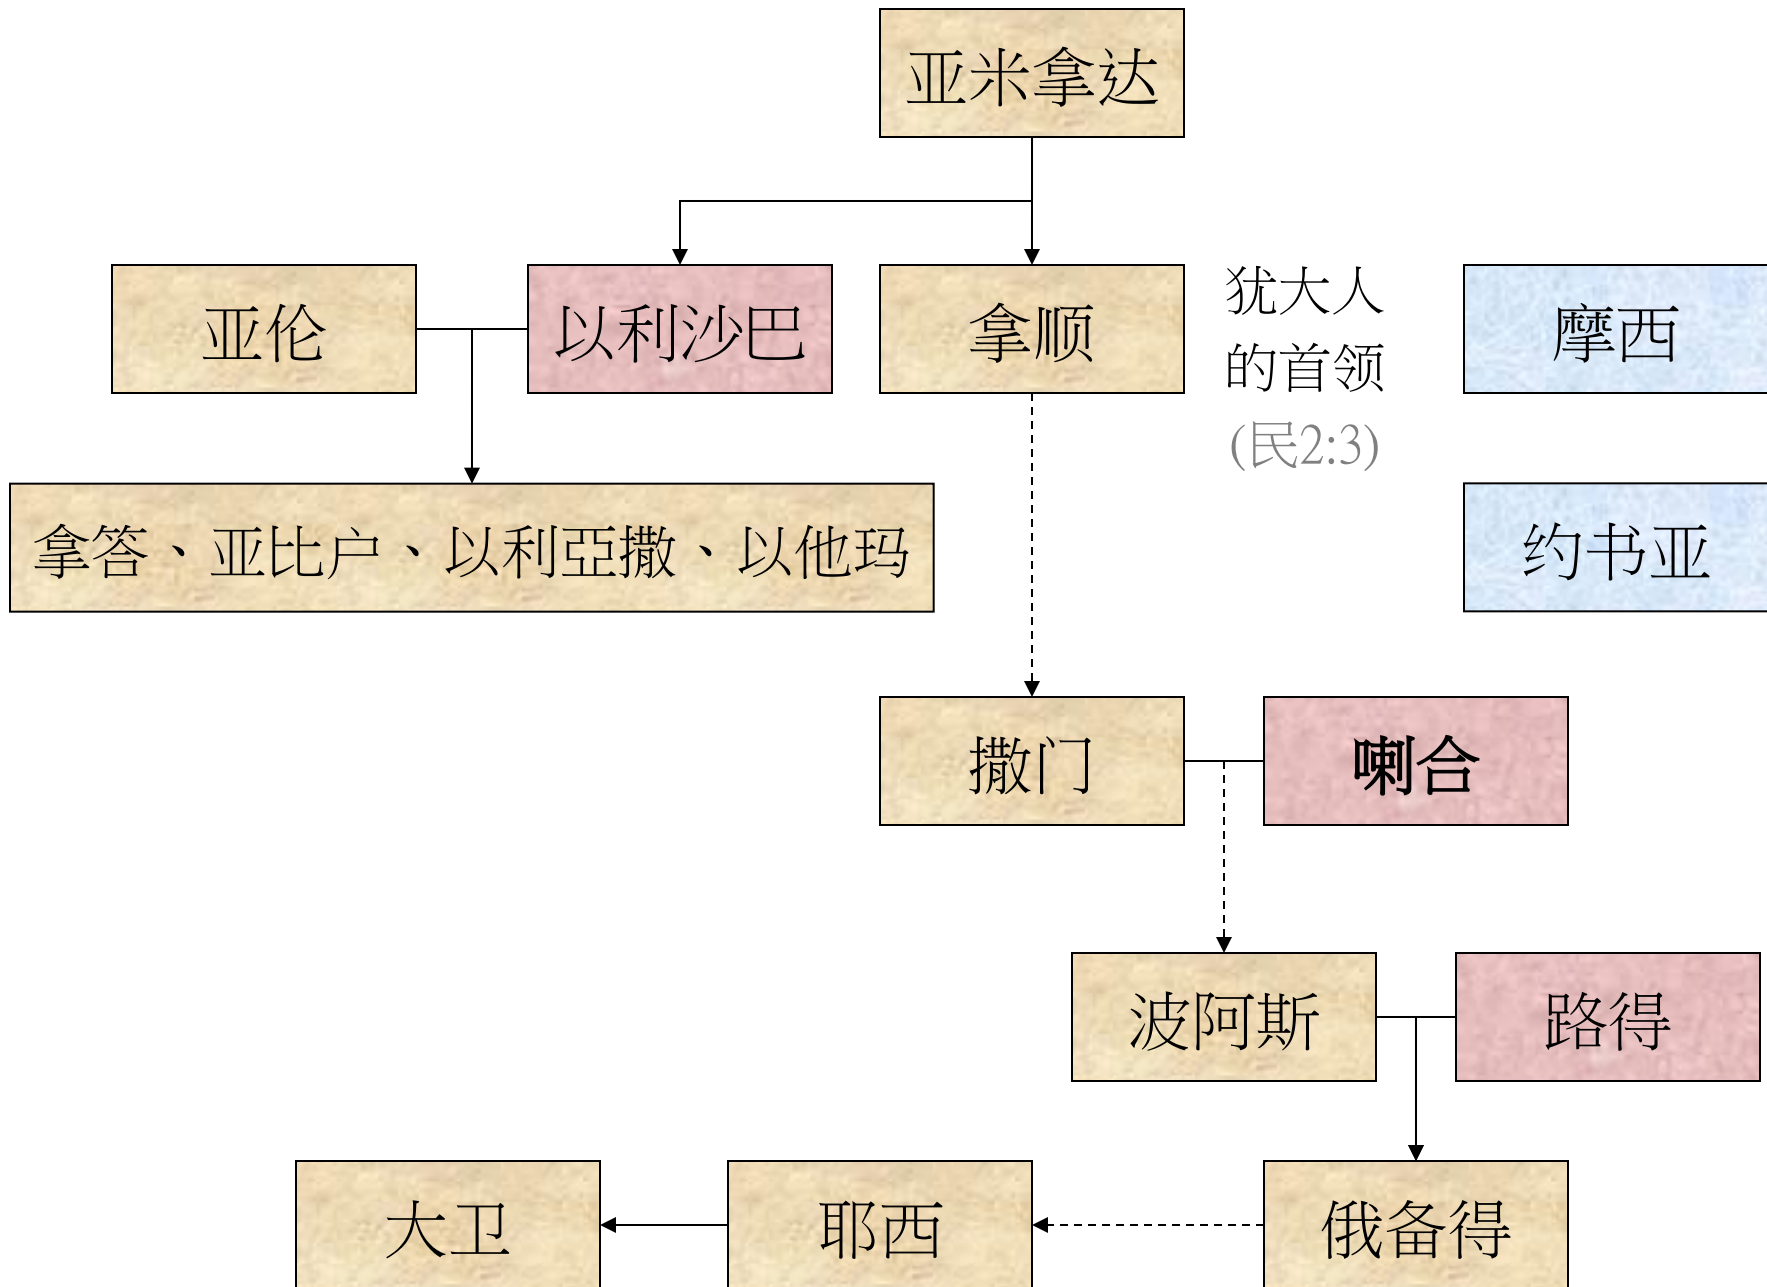 亚米拿达
亚伦
以利沙巴
拿顺
犹大人
的首领
(民2:3)
摩西
拿答、亚比户、以利亞撒、以他玛
约书亚
撒门
喇合
波阿斯
路得
大卫
耶西
俄备得